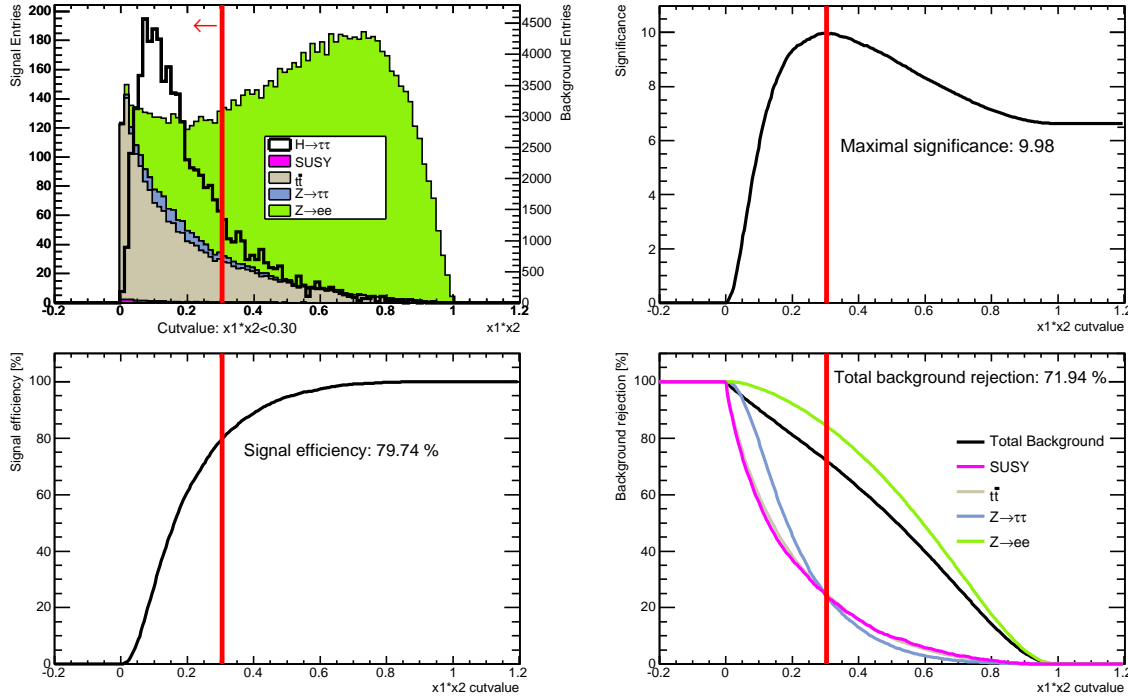 Signal Entries
200
180
160
140
120
100
80
60
40
20
0
4500
4000
3500
3000
2500
2000
1500
1000
500
0
Background Entries
H→ττ
SUSY
tt̄
Z→ττ
Z→ee
-0.2 0 0.2 0.4 0.6 0.8 1 1.2
Cutvalue: x1*x2<0.30
x1*x2
Significance
10
8
6
4
2
0
Maximal significance: 9.98
-0.2 0 0.2 0.4 0.6 0.8 1 1.2
x1*x2 cutvalue
Signal efficiency [%]
100
80
60
40
20
0
Signal efficiency: 79.74 %
-0.2 0 0.2 0.4 0.6 0.8 1 1.2
x1*x2 cutvalue
Background rejection [%]
100
80
60
40
20
0
Total background rejection: 71.94 %
Total Background
SUSY
tt̄
Z→ττ
Z→ee
-0.2 0 0.2 0.4 0.6 0.8 1 1.2
x1*x2 cutvalue